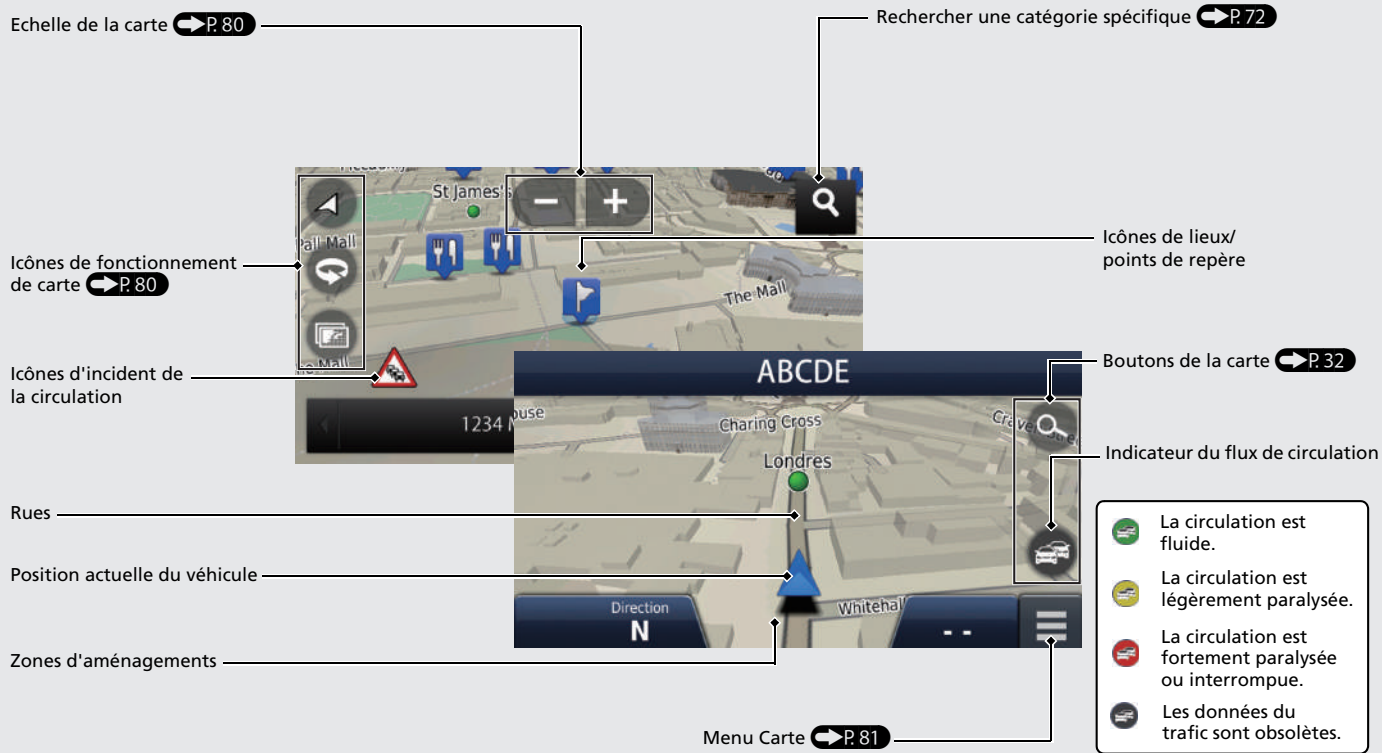 Echelle de la carte P. 80
Rechercher une catégorie spécifique P. 72
St James's
Pall Mall
Icônes de fonctionnement
de carte P. 80
Icônes de lieux/
points de repère
The Mall
The Mall
Icônes d'incident de
la circulation
1234
ABCDE
Boutons de la carte P. 32
Charing Cross
Londres
Indicateur du flux de circulation
Rues
La circulation est
fluide.
Position actuelle du véhicule
La circulation est
légèrement paralysée.
Direction
N
Whitehall
- -
La circulation est
fortement paralysée
ou interrompue.
Zones d'aménagements
Les données du
trafic sont obsolètes.
Menu Carte P. 81